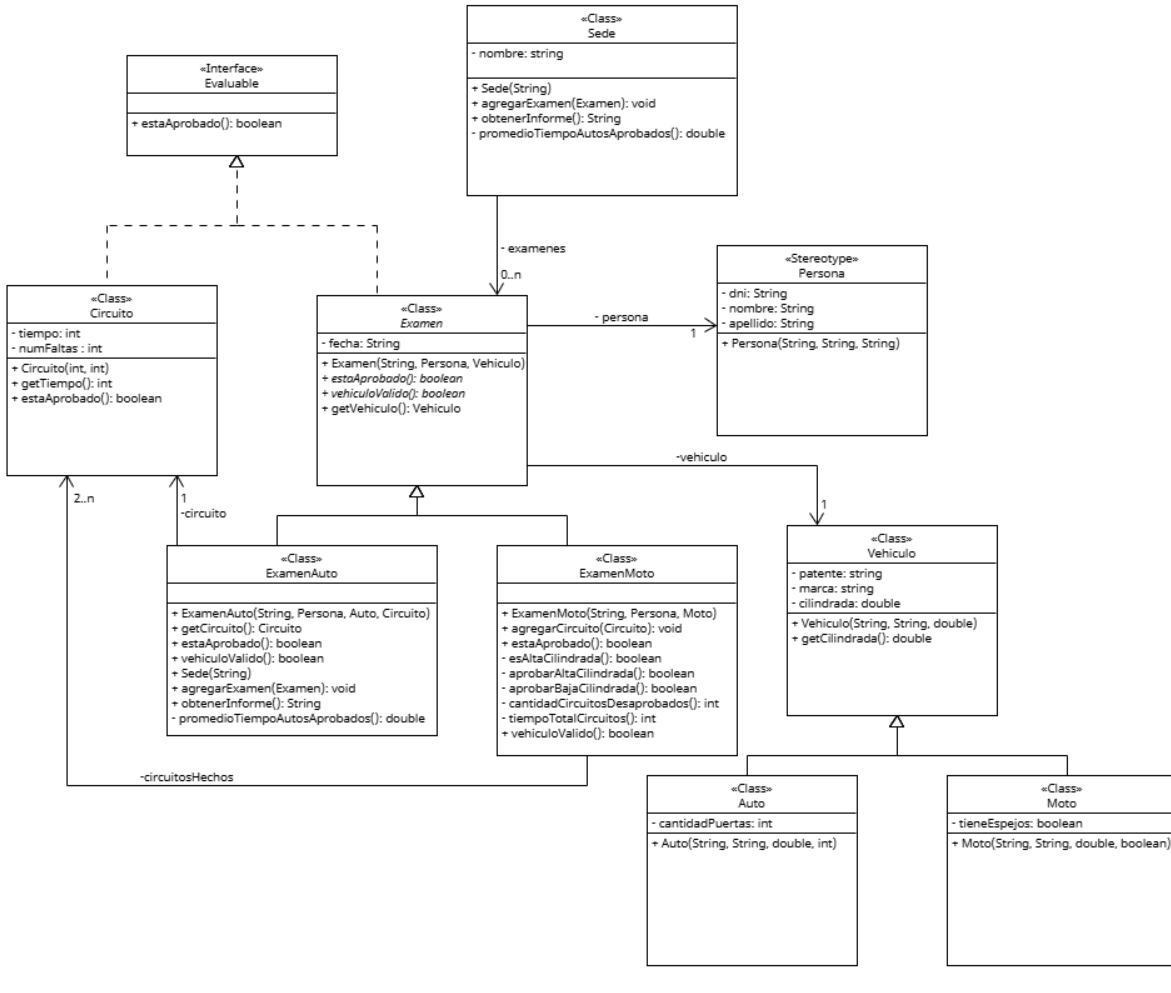 «Class»
Sede
- nombre: string
+ Sede(String)
+ agregarExamen(Examen): void
+ obtenerInforme(): String
- promedioTiempoAutosAprobados(): double
«Interface»
Evaluable
+ estaAprobado(): boolean
- examenes
0..n
«Stereotype»
Persona
- dni: String
- nombre: String
- apellido: String
+ Persona(String, String, String)
«Class»
Circuito
- tiempo: int
- numFaltas : int
+ Circuito(int, int)
+ getTiempo(): int
+ estaAprobado(): boolean
«Class»
Examen
- fecha: String
+ Examen(String, Persona, Vehiculo)
+ estaAprobado(): boolean
+ vehiculoValido(): boolean
+ getVehiculo(): Vehiculo
- persona
1
-vehiculo
1
2..n
1
-circuito
«Class»
ExamenAuto
+ ExamenAuto(String, Persona, Auto, Circuito)
+ getCircuito(): Circuito
+ estaAprobado(): boolean
+ vehiculoValido(): boolean
+ Sede(String)
+ agregarExamen(Examen): void
+ obtenerInforme(): String
- promedioTiempoAutosAprobados(): double
«Class»
ExamenMoto
+ ExamenMoto(String, Persona, Moto)
+ agregarCircuito(Circuito): void
+ estaAprobado(): boolean
- esAltaCilindrada(): boolean
- aprobarAltaCilindrada(): boolean
- aprobarBajaCilindrada(): boolean
- cantidadCircuitosDesaprobados(): int
- tiempoTotalCircuitos(): int
+ vehiculoValido(): boolean
«Class»
Vehiculo
- patente: string
- marca: string
- cilindrada: double
+ Vehiculo(String, String, double)
+ getCilindrada(): double
-circuitosHechos
«Class»
Auto
- cantidadPuertas: int
+ Auto(String, String, double, int)
«Class»
Moto
- tieneEspejos: boolean
+ Moto(String, String, double, boolean)